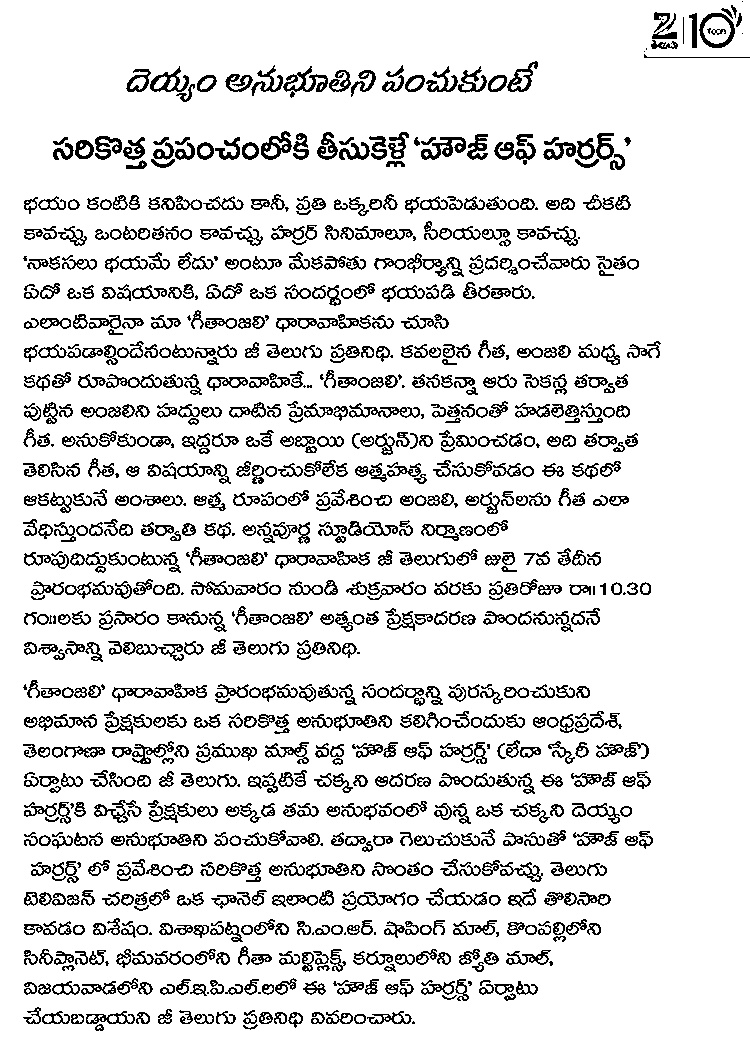 Z 10
తెలుగు
దెయ్యం అనుభూతిని పంచుకుంటే
సరికొత్త ప్రపంచంలోకి తీసుకెళ్లే ‘హౌజ్ ఆఫ్ హర్రర్స్’
భయం కంటికి కనిపించదు కానీ, ప్రతి ఒక్కరినీ భయపెడుతుంది. అది చీకటి
కావచ్చు, ఒంటరితనం కావచ్చు, హర్రర్ సినిమాలూ, సీరియల్సూ కావచ్చు.
‘నాకసలు భయమే లేదు’ అంటూ మేకపోతు గాంభీర్యాన్ని ప్రదర్శించేవారు సైతం
ఏదో ఒక విషయానికి, ఏదో ఒక సందర్భంలో భయపడి తీరతారు.
ఎలాంటివారైనా మా ‘గీతాంజలి’ ధారావాహికను చూసి
భయపడాల్సిందేనంటున్నారు జీ తెలుగు ప్రతినిధి. కవలలైన గీత, అంజలి మధ్య సాగే
కథతో రూపొందుతున్న ధారావాహికే... ‘గీతాంజలి’. తనకన్నా ఆరు సెకన్ల తర్వాత
పుట్టిన అంజలిని హద్దులు దాటిన ప్రేమాభిమానాలు, పెత్తనంతో హడలెత్తిస్తుంది
గీత. అనుకోకుండా, ఇద్దరూ ఒకే అబ్బాయి (అర్జున్)ని ప్రేమించడం, అది తర్వాత
తెలిసిన గీత, ఆ విషయాన్ని జీర్ణించుకోలేక ఆత్మహత్య చేసుకోవడం ఈ కథలో
ఆకట్టుకునే అంశాలు. ఆత్మ రూపంలో ప్రవేశించి అంజలి, అర్జున్‌లను గీత ఎలా
వేధిస్తుందనేది తర్వాతి కథ. అన్నపూర్ణ స్టూడియోస్ నిర్మాణంలో
రూపుదిద్దుకుంటున్న ‘గీతాంజలి’ ధారావాహిక జీ తెలుగులో జులై 7వ తేదీన
ప్రారంభమవుతోంది. సోమవారం నుండి శుక్రవారం వరకు ప్రతిరోజూ రా॥ 10.30
గం॥లకు ప్రసారం కానున్న ‘గీతాంజలి’ అత్యంత ప్రేక్షకాదరణ పొందనున్నదనే
విశ్వాసాన్ని వెలిబుచ్చారు జీ తెలుగు ప్రతినిధి.
‘గీతాంజలి’ ధారావాహిక ప్రారంభమవుతున్న సందర్భాన్ని పురస్కరించుకుని
అభిమాన ప్రేక్షకులకు ఒక సరికొత్త అనుభూతిని కలిగించేందుకు ఆంధ్రప్రదేశ్,
తెలంగాణా రాష్ట్రాల్లోని ప్రముఖ మాల్స్ వద్ద ‘హౌజ్ ఆఫ్ హర్రర్స్’ (లేదా ‘స్కేరీ హౌజ్’)
ఏర్పాటు చేసింది జీ తెలుగు. ఇప్పటికే చక్కని ఆదరణ పొందుతున్న ఈ ‘హౌజ్ ఆఫ్
హర్రర్స్’కి విచ్చేసే ప్రేక్షకులు అక్కడ తమ అనుభవంలో వున్న ఒక చక్కని దెయ్యం
సంఘటన అనుభూతిని పంచుకోవాలి. తద్వారా గెలుచుకునే పాసుతో ‘హౌజ్ ఆఫ్
హర్రర్స్’ లో ప్రవేశించి సరికొత్త అనుభూతిని సొంతం చేసుకోవచ్చు. తెలుగు
టెలివిజన్ చరిత్రలో ఒక ఛానెల్ ఇలాంటి ప్రయోగం చేయడం ఇదే తొలిసారి
కావడం విశేషం. విశాఖపట్నంలోని సి.ఎం.ఆర్. షాపింగ్ మాల్, కొంపల్లిలోని
సినీప్లానెట్, భీమవరంలోని గీతా మల్టిప్లెక్స్, కర్నూలులోని జ్యోతి మాల్,
విజయవాడలోని ఎల్.ఇ.పి.ఎల్.లలో ఈ ‘హౌజ్ ఆఫ్ హర్రర్స్’ ఏర్పాటు
చేయబడ్డాయని జీ తెలుగు ప్రతినిధి వివరించారు.